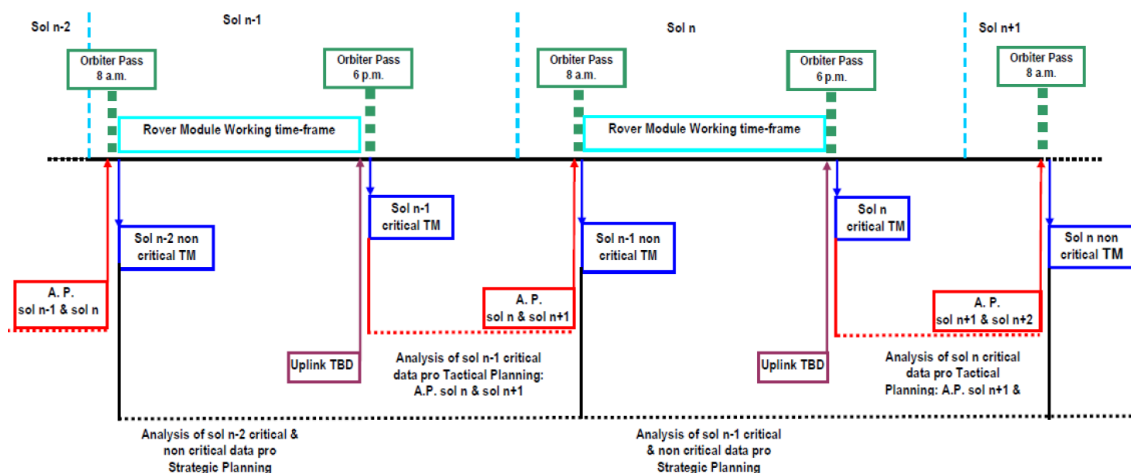 Sol n-2
Sol n-1
Sol n
Sol n+1
Orbiter Pass
8 a.m.
Orbiter Pass
6 p.m.
Orbiter Pass
8 a.m.
Orbiter Pass
6 p.m.
Orbiter Pass
8 a.m.
Rover Module Working time-frame
Rover Module Working time-frame
Sol n-2 non
critical TM
Sol n-1
critical TM
Sol n-1 non
critical TM
Sol n
critical TM
Sol n non
critical TM
A. P.
sol n-1 & sol n
A. P.
sol n & sol n+1
A. P.
sol n+1 & sol n+2
Uplink TBD
Analysis of sol n-1 critical
data pro Tactical Planning:
A.P. sol n & sol n+1
Uplink TBD
Analysis of sol n critical
data pro Tactical
Planning: A.P. sol n+1 &
Analysis of sol n-2 critical &
non critical data pro
Strategic Planning
Analysis of sol n-1 critical
& non critical data pro
Strategic Planning